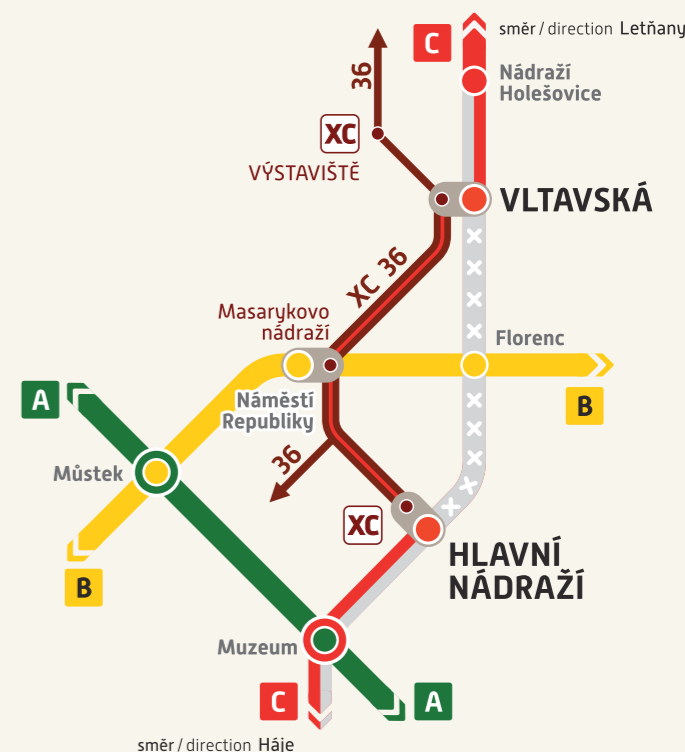 C
směr / direction Letňany
Nádraží
Holešovice
36
XC
VÝSTAVIŠTĚ
VLTAVSKÁ
XC 36
Masarykovo
nádraží
Florenc
A
B
Náměstí
Republiky
36
Můstek
XC
B
HLAVNÍ
NÁDRAŽÍ
Muzeum
C
A
směr / direction Háje